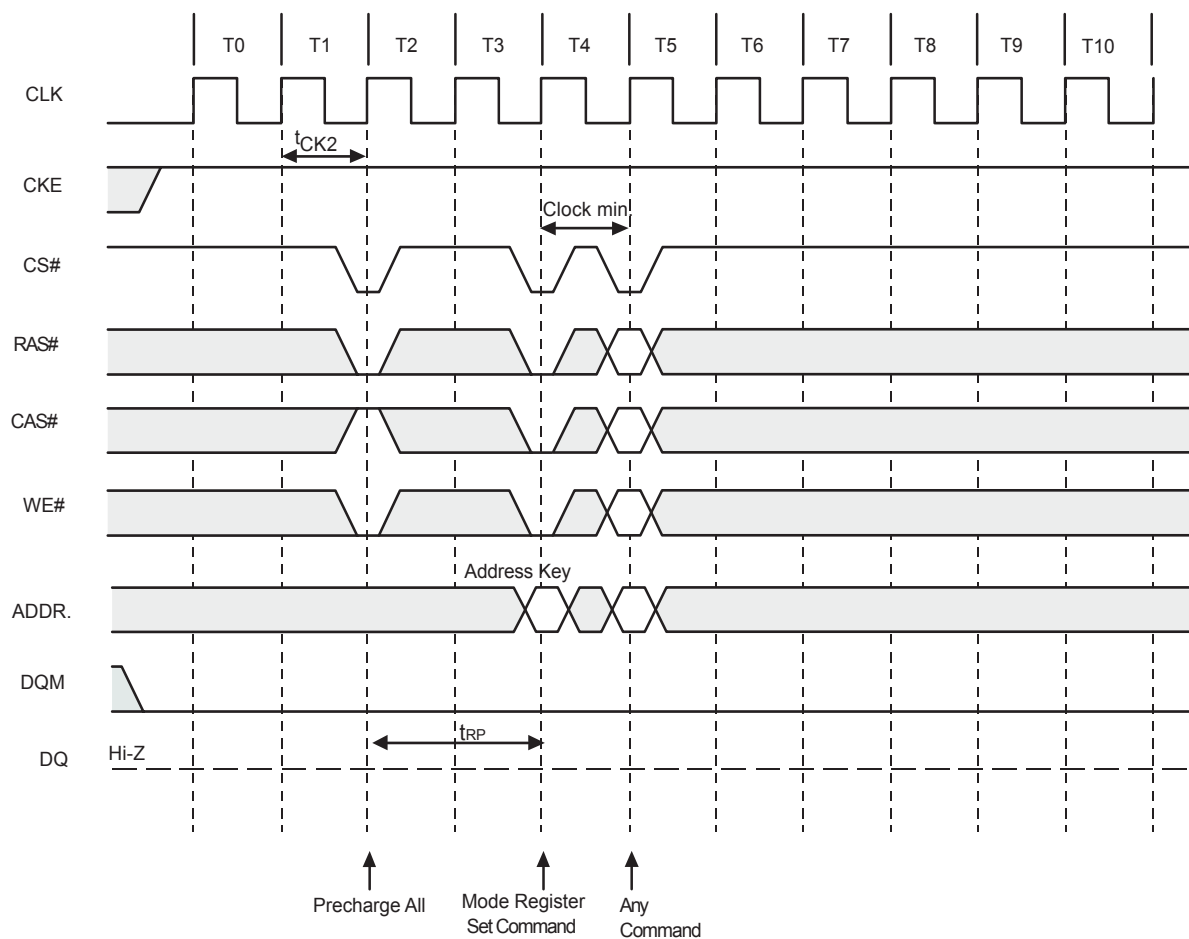 T0 T1 T2 T3 T4 T5 T6 T7 T8 T9 T10
CLK
tCK2
CKE
Clock min.
CS#
RAS#
CAS#
WE#
Address Key
ADDR.
DQM
tRP
DQ
Hi-Z
Precharge All
Mode Register
Set Command
Any
Command